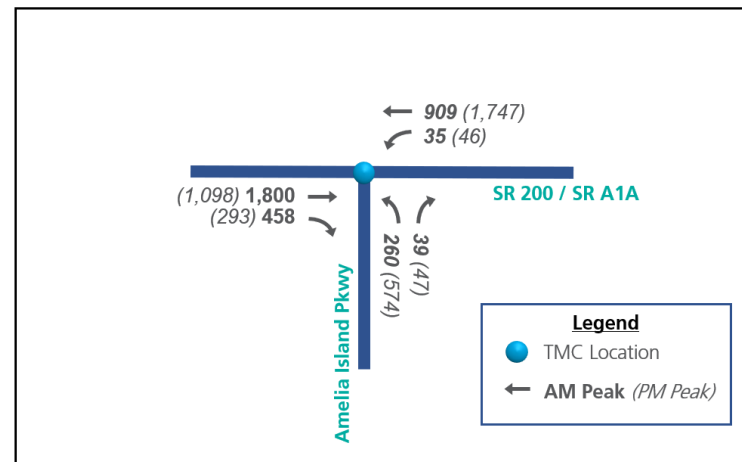 909 (1,747)
35 (46)
SR 200 / SR A1A
(1,098) 1,800
(293) 458
260 (574)
39 (47)
Amelia Island Pkwy
Legend
TMC Location
AM Peak (PM Peak)